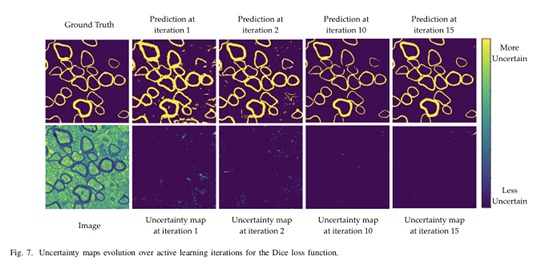 Ground Truth
Prediction at
iteration 1
Prediction at
iteration 2
Prediction at
iteration 10
Prediction at
iteration 15
More
Uncertain
Less
Uncertain
Image
Uncertainty map
at iteration 1
Uncertainty map
at iteration 2
Uncertainty map
at iteration 10
Uncertainty map
at iteration 15
Fig. 7. Uncertainty maps evolution over active learning iterations for the Dice loss function.